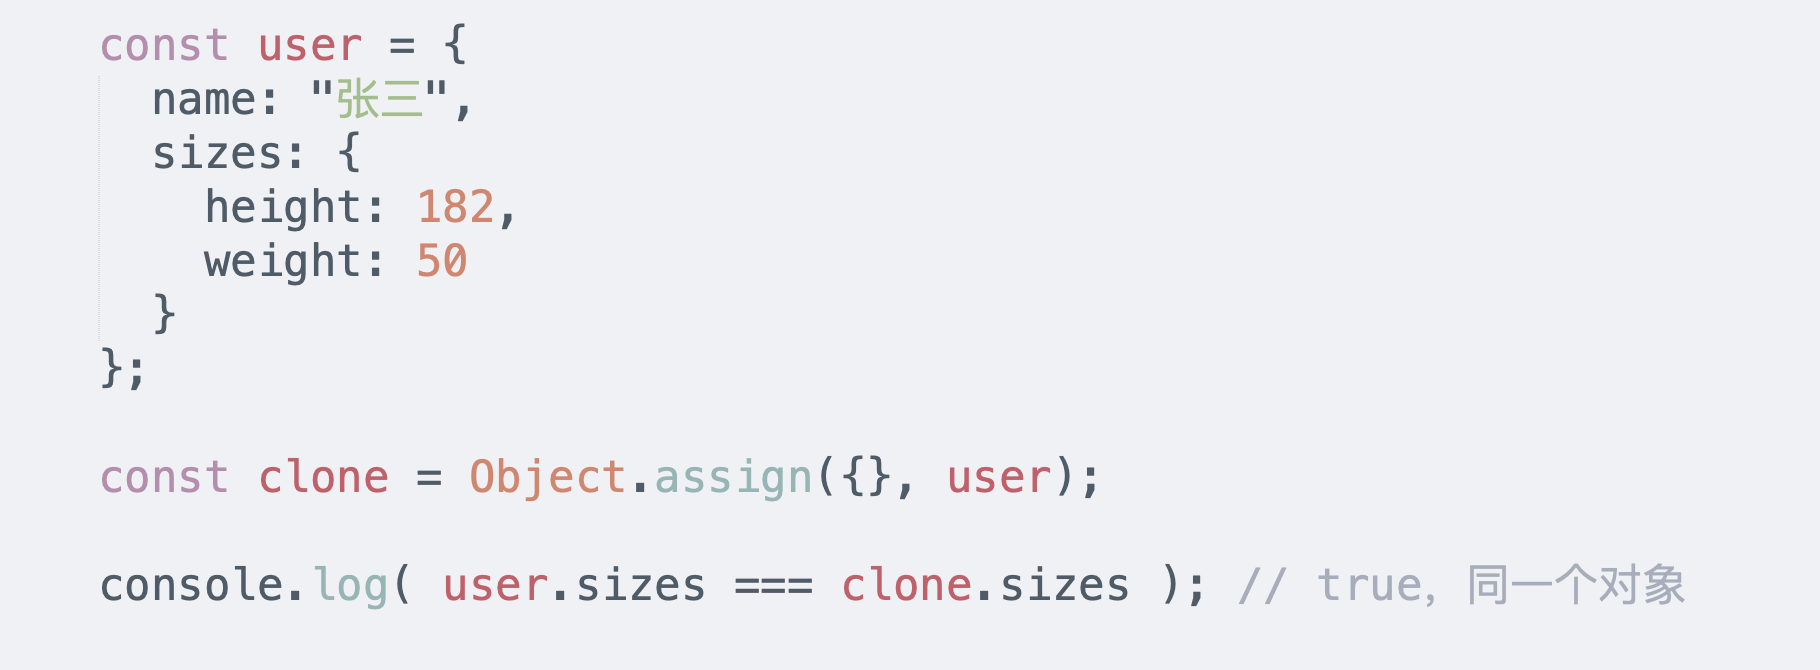 const user = {
  name: "张三",
  sizes: {
    height: 182,
    weight: 50
  }
};
const clone = Object.assign({}, user);
console.log( user.sizes === clone.sizes ); // true，同一个对象